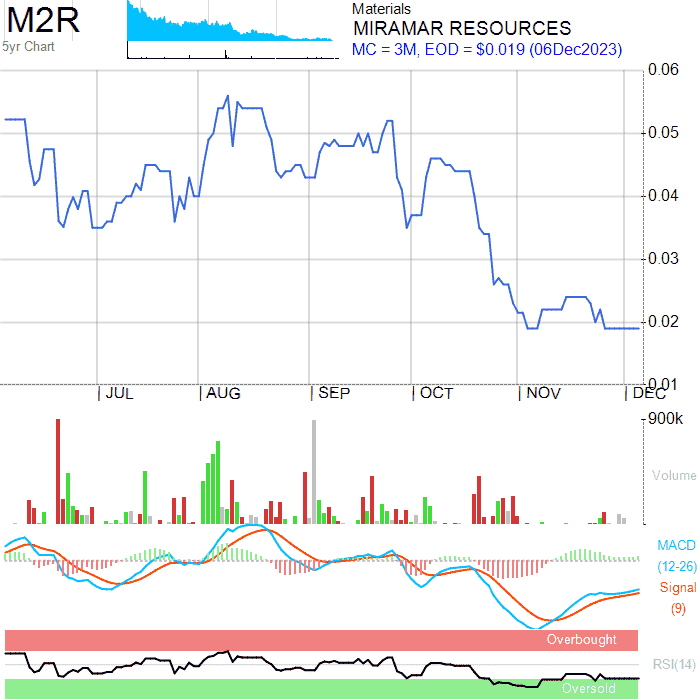 M2R
5yr Chart
Materials
MIRAMAR RESOURCES
MC = 3M, EOD = $0.019 (06Dec2023)
0.06
0.05
0.04
0.03
0.02
0.01
JUL AUG SEP OCT NOV DEC
900k
Volume
MACD
(12-26)
Signal
(9)
Overbought
RSI(14)
Oversold